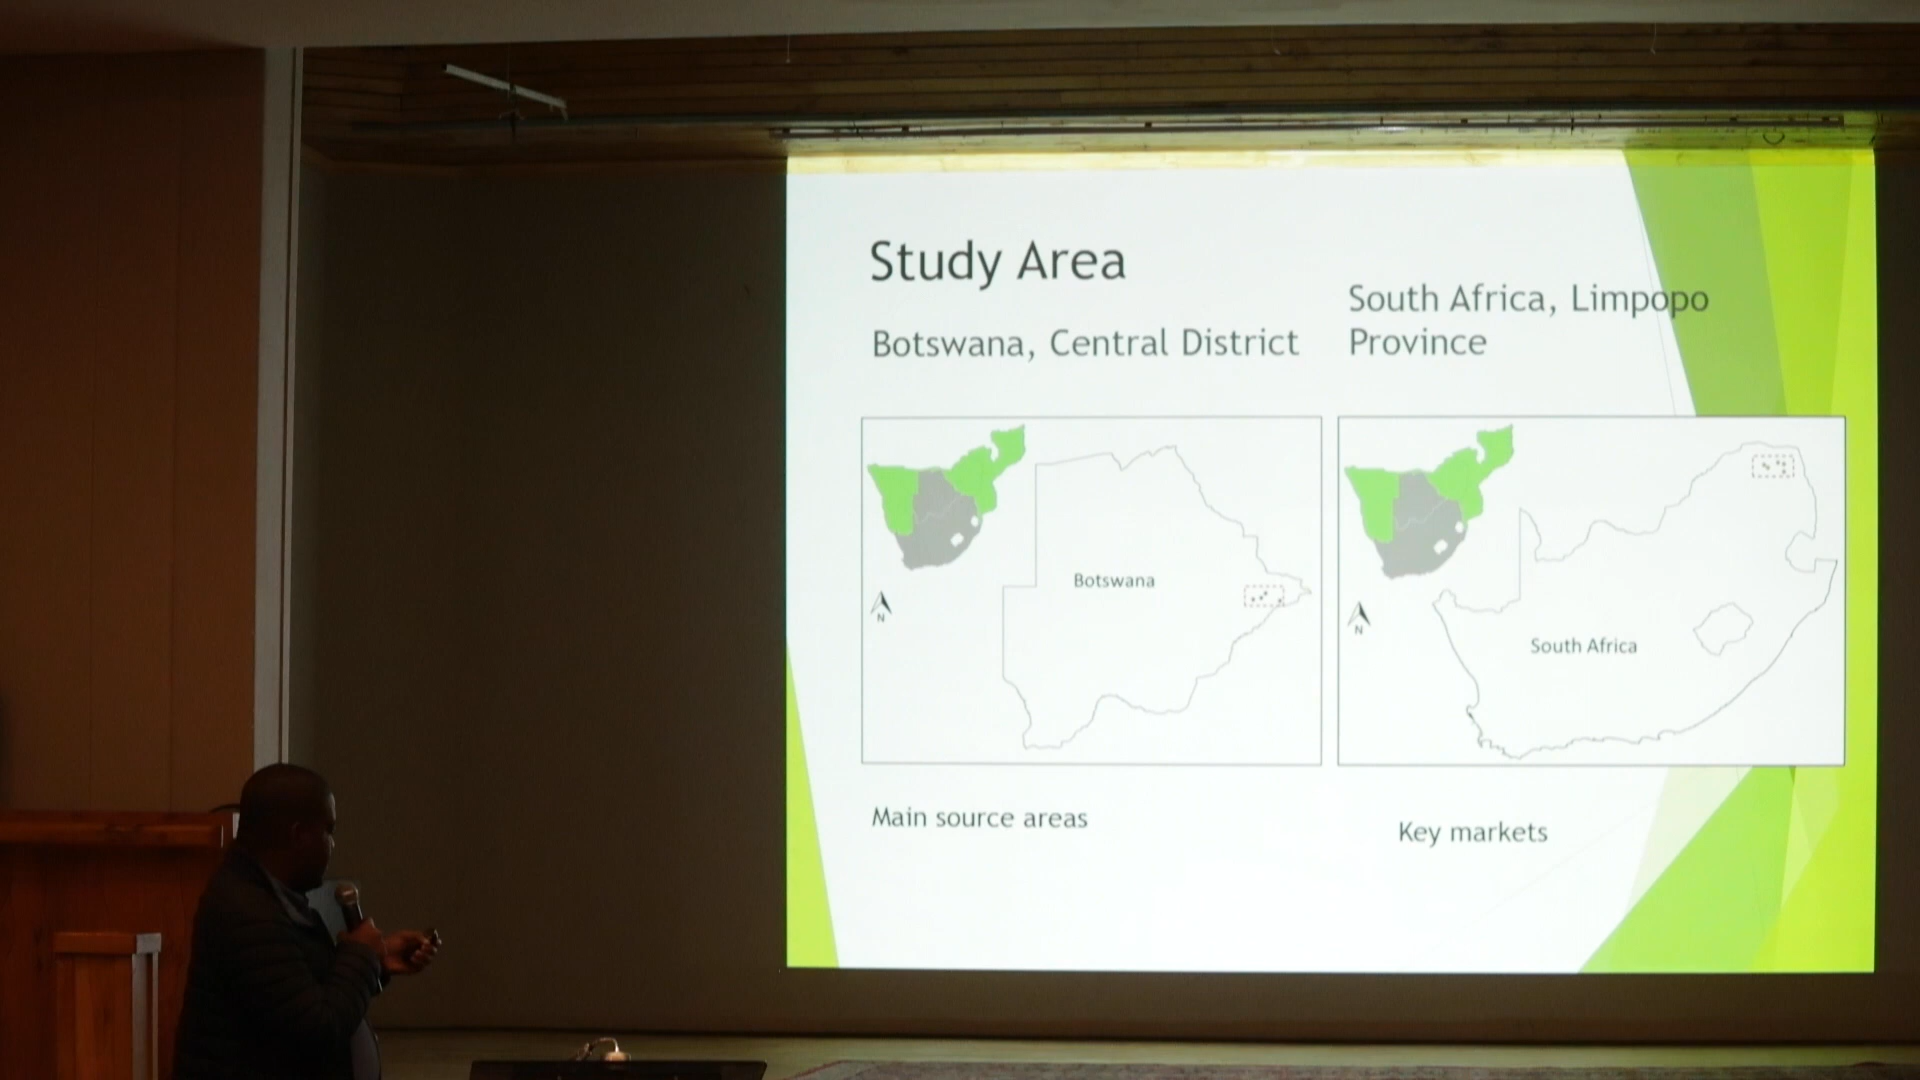 Study Area
Botswana, Central District
South Africa, Limpopo
Province
Botswana
N
South Africa
N
Main source areas
Key markets